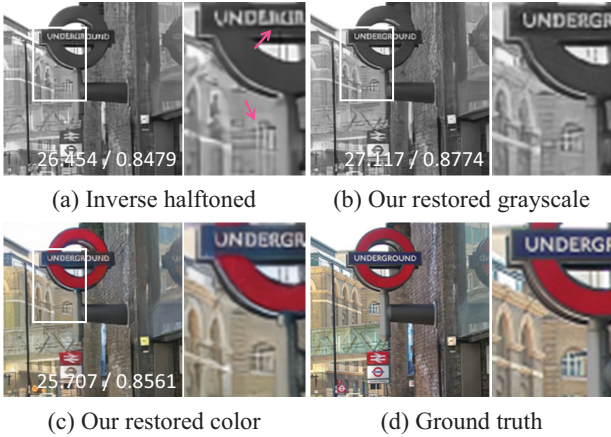 UNDERGROUND
UNDERGR
26.454 / 0.8479
(a) Inverse halftoned
UNDERGROUND
UNDERGR
27.117 / 0.8774
(b) Our restored grayscale
UNDERGROUND
UNDERGR
25.707 / 0.8561
(c) Our restored color
UNDERGROUND
UNDERGR
(d) Ground truth